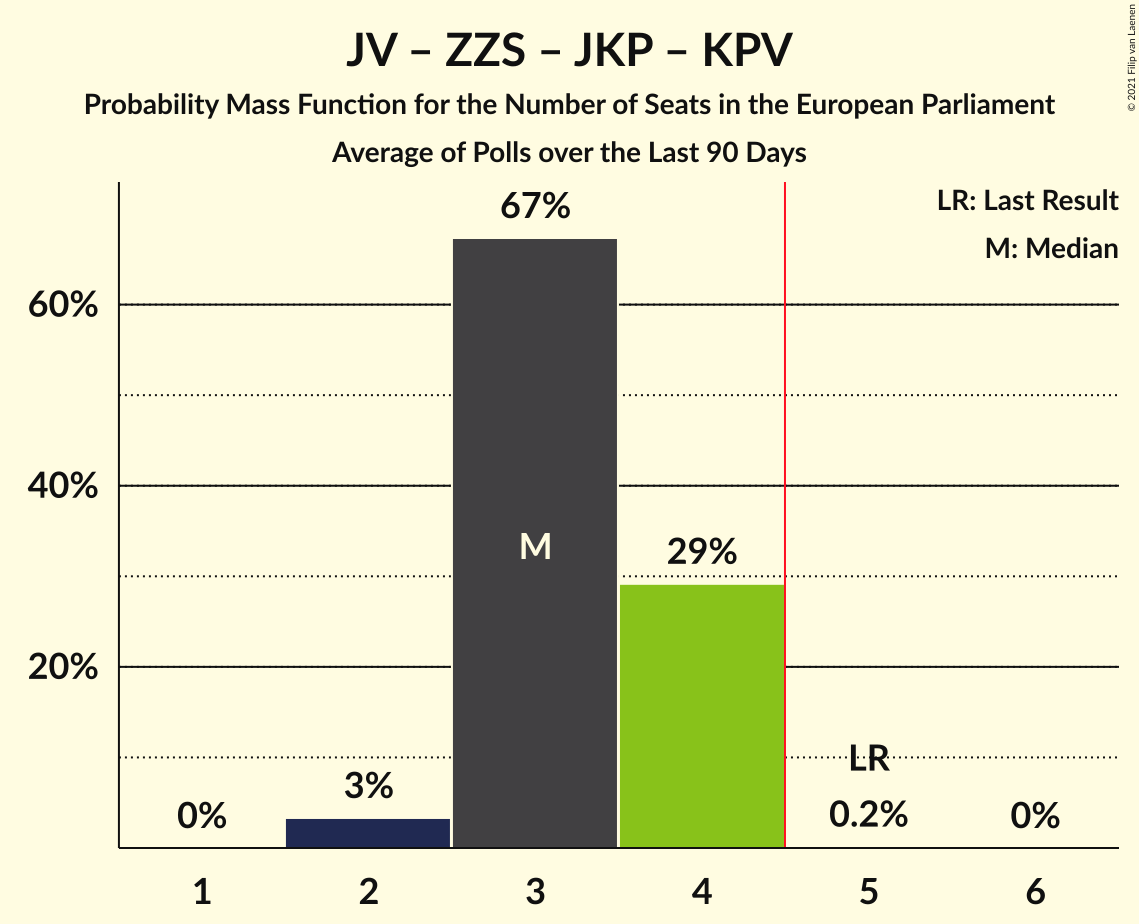 JV – ZZS – JKP – KPV
Probability Mass Function for the Number of Seats in the European Parliament
Average of Polls over the Last 90 Days
© 2021 Filip van Laenen
LR: Last Result
M: Median
67%
60%
M
40%
29%
20%
LR
3%
0%
0.2%
0%
1 2 3 4 5 6